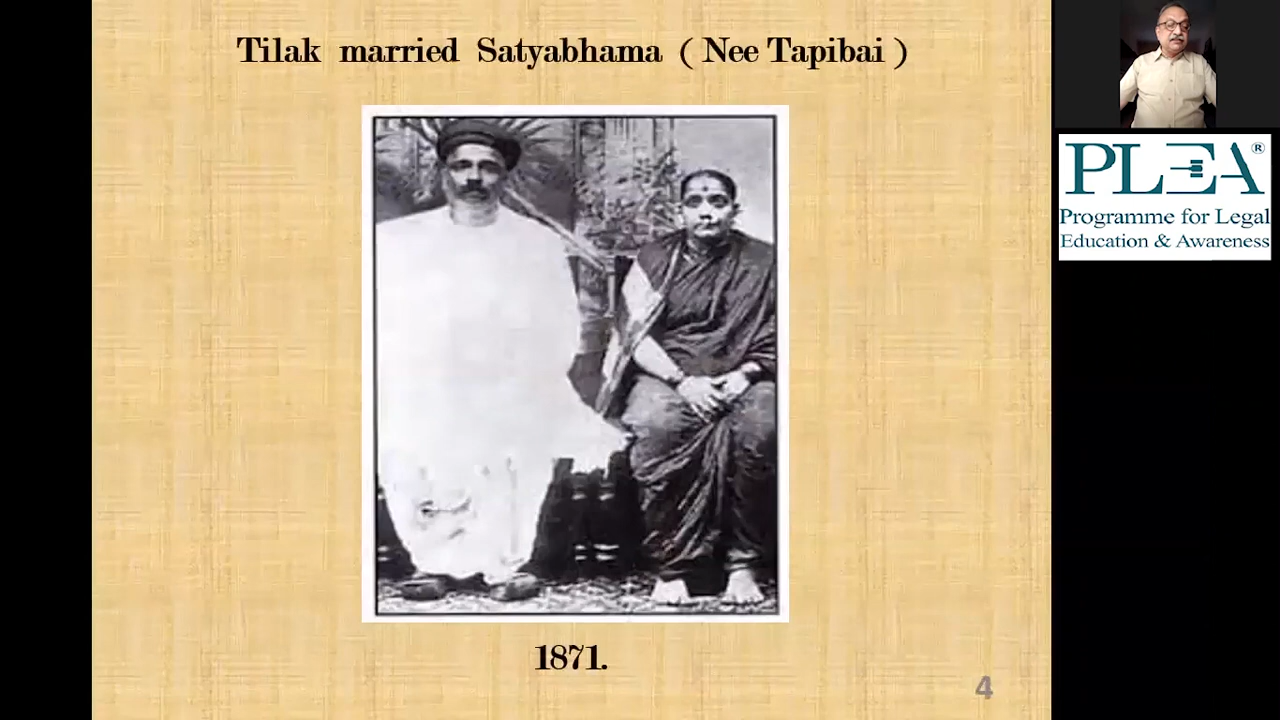 Tilak married Satyabhama ( Nee Tapibai )
1871.
4
PLEA®
Programme for Legal
Education & Awareness